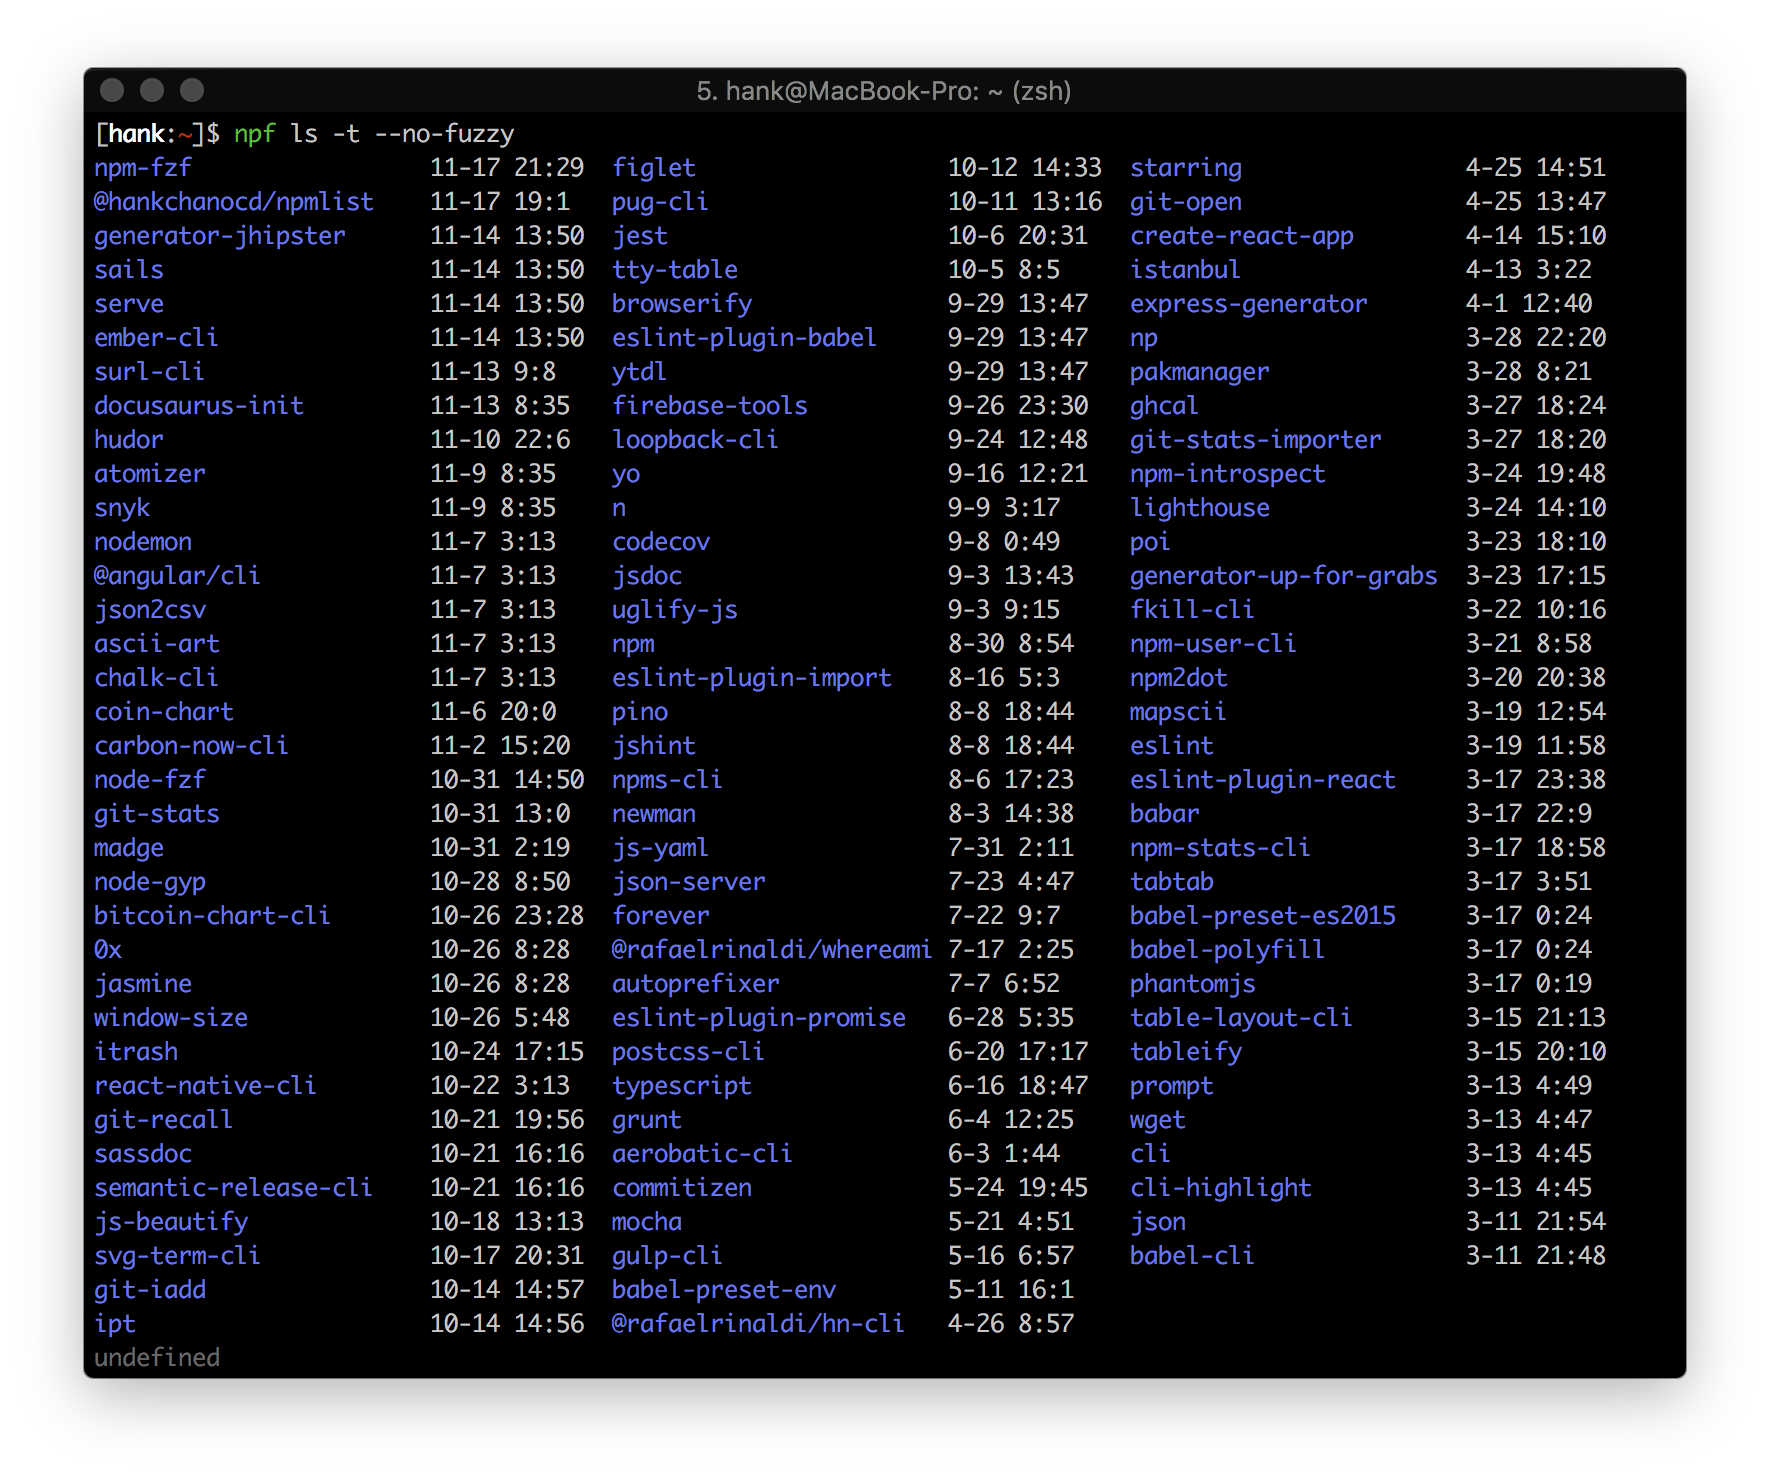 5. hank@MacBook-Pro: ~ (zsh)
[hank:~]$ npf ls -t --no-fuzzy
npm-fzf 11-17 21:29 figlet 10-12 14:33 starring 4-25 14:51
@hankchanocd/npmlist 11-17 19:1 pug-cli 10-11 13:16 git-open 4-25 13:47
generator-jhipster 11-14 13:50 jest 10-6 20:31 create-react-app 4-14 15:10
sails 11-14 13:50 tty-table 10-5 8:5 istanbul 4-13 3:22
serve 11-14 13:50 browserify 9-29 13:47 express-generator 4-1 12:40
ember-cli 11-14 13:50 eslint-plugin-babel 9-29 13:47 np 3-28 22:20
surl-cli 11-13 9:8 ytdl 9-29 13:47 pakmanager 3-28 8:21
docusaurus-init 11-13 8:35 firebase-tools 9-26 23:30 ghcal 3-27 18:24
hudor 11-10 22:6 loopback-cli 9-24 12:48 git-stats-importer 3-27 18:20
atomizer 11-9 8:35 yo 9-16 12:21 npm-introspect 3-24 19:48
snyk 11-9 8:35 n 9-9 3:17 lighthouse 3-24 14:10
nodemon 11-7 3:13 codecov 9-8 0:49 poi 3-23 18:10
@angular/cli 11-7 3:13 jsdoc 9-3 13:43 generator-up-for-grabs 3-23 17:15
json2csv 11-7 3:13 uglify-js 9-3 9:15 fkill-cli 3-22 10:16
ascii-art 11-7 3:13 npm 8-30 8:54 npm-user-cli 3-21 8:58
chalk-cli 11-7 3:13 eslint-plugin-import 8-16 5:3 npm2dot 3-20 20:38
coin-chart 11-6 20:0 pino 8-8 18:44 mapscii 3-19 12:54
carbon-now-cli 11-2 15:20 jshint 8-8 18:44 eslint 3-19 11:58
node-fzf 10-31 14:50 npms-cli 8-6 17:23 eslint-plugin-react 3-17 23:38
git-stats 10-31 13:0 newman 8-3 14:38 babar 3-17 22:9
madge 10-31 2:19 js-yaml 7-31 2:11 npm-stats-cli 3-17 18:58
node-gyp 10-28 8:50 json-server 7-23 4:47 tabtab 3-17 3:51
bitcoin-chart-cli 10-26 23:28 forever 7-22 9:7 babel-preset-es2015 3-17 0:24
0x 10-26 8:28 @rafaelrinaldi/whereami 7-17 2:25 babel-polyfill 3-17 0:24
jasmine 10-26 8:28 autoprefixer 7-7 6:52 phantomjs 3-17 0:19
window-size 10-26 5:48 eslint-plugin-promise 6-28 5:35 table-layout-cli 3-15 21:13
itrash 10-24 17:15 postcss-cli 6-20 17:17 tableify 3-15 20:10
react-native-cli 10-22 3:13 typescript 6-16 18:47 prompt 3-13 4:49
git-recall 10-21 19:56 grunt 6-4 12:25 wget 3-13 4:47
sassdoc 10-21 16:16 aerobatic-cli 6-3 1:44 cli 3-13 4:45
semantic-release-cli 10-21 16:16 commitizen 5-24 19:45 cli-highlight 3-13 4:45
js-beautify 10-18 13:13 mocha 5-21 4:51 json 3-11 21:54
svg-term-cli 10-17 20:31 gulp-cli 5-16 6:57 babel-cli 3-11 21:48
git-iadd 10-14 14:57 babel-preset-env 5-11 16:1
ipt 10-14 14:56 @rafaelrinaldi/hn-cli 4-26 8:57
undefined